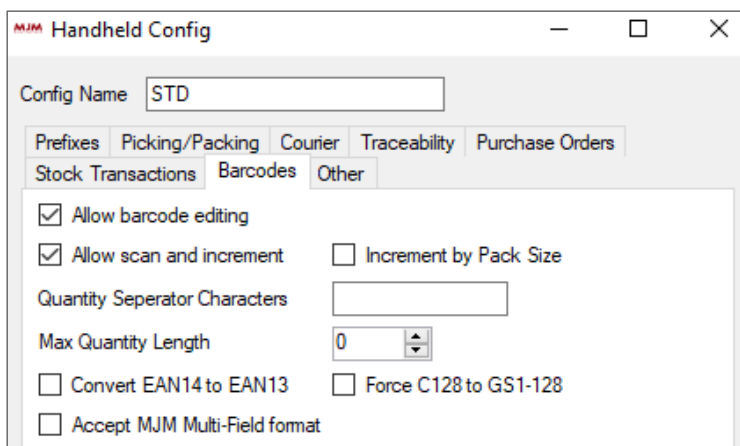 MJM Handheld Config
Config Name STD
Prefixes Picking/Packing Courier Traceability Purchase Orders
Stock Transactions Barcodes Other
Allow barcode editing
Allow scan and increment Increment by Pack Size
Quantity Seperator Characters
Max Quantity Length 0
Convert EAN14 to EAN13 Force C128 to GS1-128
Accept MJM Multi-Field format